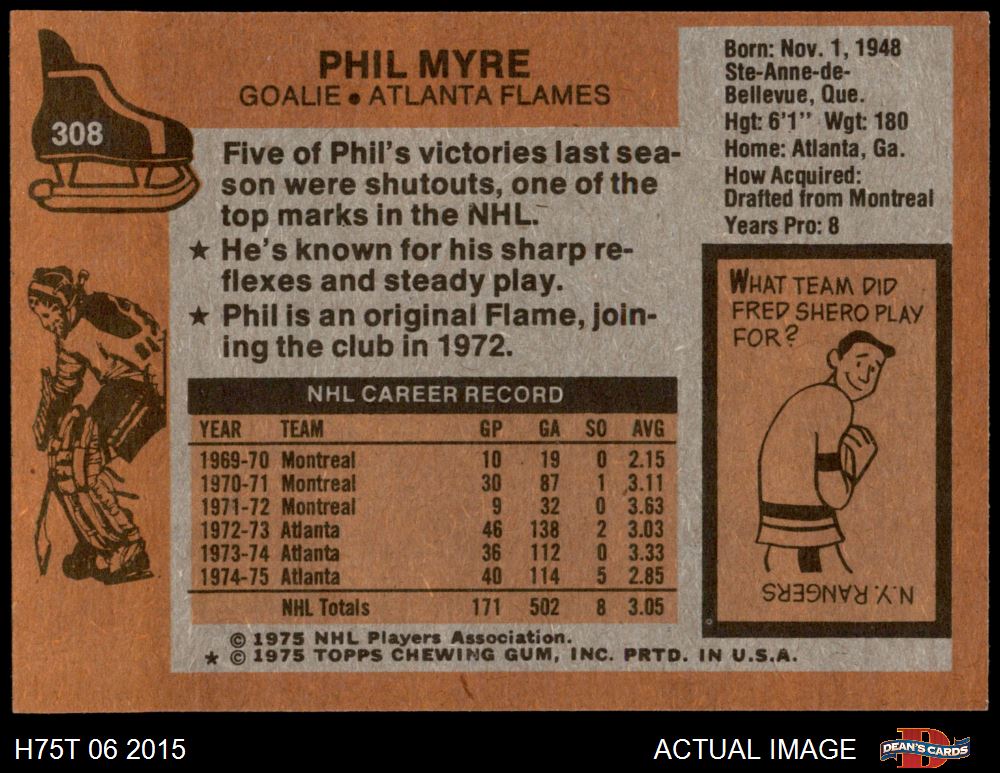 308
PHIL MYRE
GOALIE • ATLANTA FLAMES
Five of Phil's victories last sea-
son were shutouts, one of the
top marks in the NHL.
★ He's known for his sharp re-
flexes and steady play.
★ Phil is an original Flame, join-
ing the club in 1972.
NHL CAREER RECORD
YEAR TEAM GP GA SO AVG
1969-70 Montreal 10 19 0 2.15
1970-71 Montreal 30 87 1 3.11
1971-72 Montreal 9 32 0 3.63
1972-73 Atlanta 46 138 2 3.03
1973-74 Atlanta 36 112 0 3.33
1974-75 Atlanta 40 114 5 2.85
NHL Totals 171 502 8 3.05
© 1975 NHL Players Association.
★ © 1975 TOPPS CHEWING GUM, INC. PRTD. IN U.S.A.
Born: Nov. 1, 1948
Ste-Anne-de-
Bellevue, Que.
Hgt: 6'1" Wgt: 180
Home: Atlanta, Ga.
How Acquired:
Drafted from Montreal
Years Pro: 8
WHAT TEAM DID
FRED SHERO PLAY
FOR?
N.Y. RANGERS
H75T 06 2015
ACTUAL IMAGE
DEAN'S CARDS